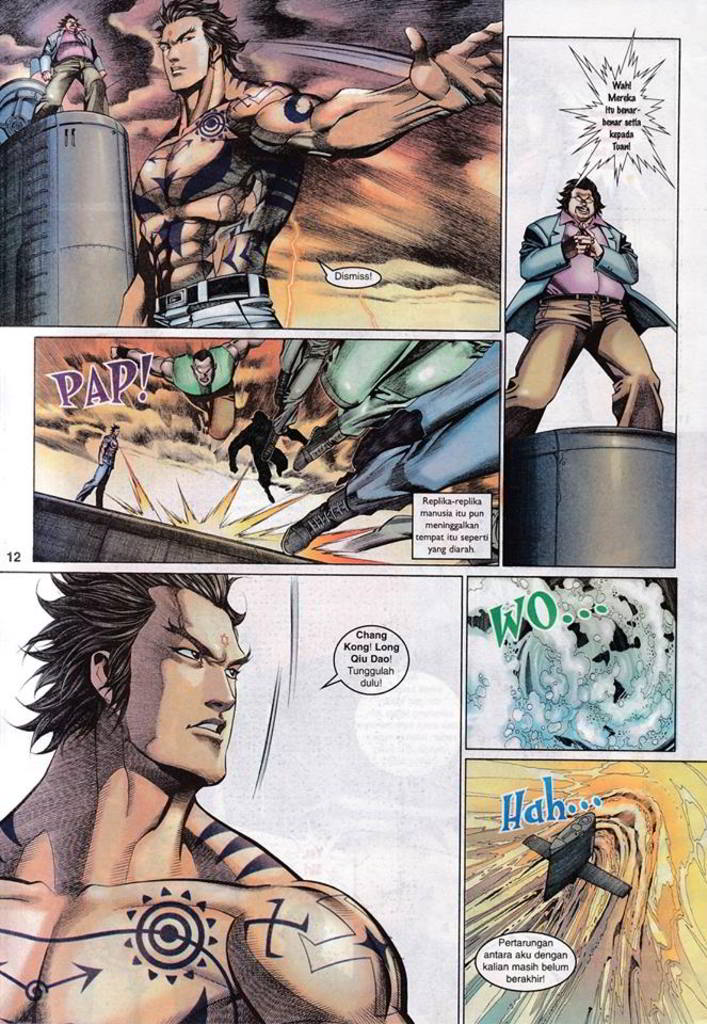 Dismiss!
Wah!
Mereka
itu benar-
benar setia
kepada
Tuan!
PAP!
Replika-replika
manusia itu pun
meninggalkan
tempat itu seperti
yang diarah.
12
Chang
Kong! Long
Qiu Dao!
Tunggulah
dulu!
WO...
Hah...
Pertarungan
antara aku dengan
kalian masih belum
berakhir!